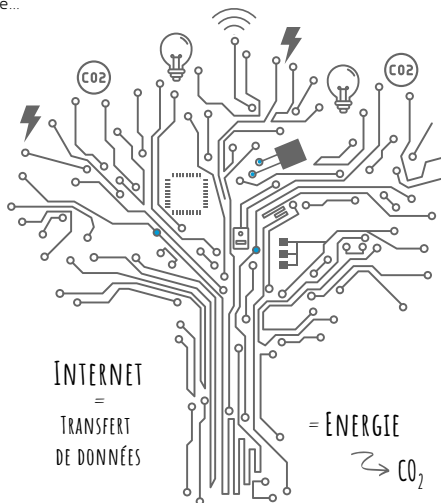 e...
CO2
CO2
INTERNET
=
TRANSFERT
DE DONNÉES
= ENERGIE
CO₂